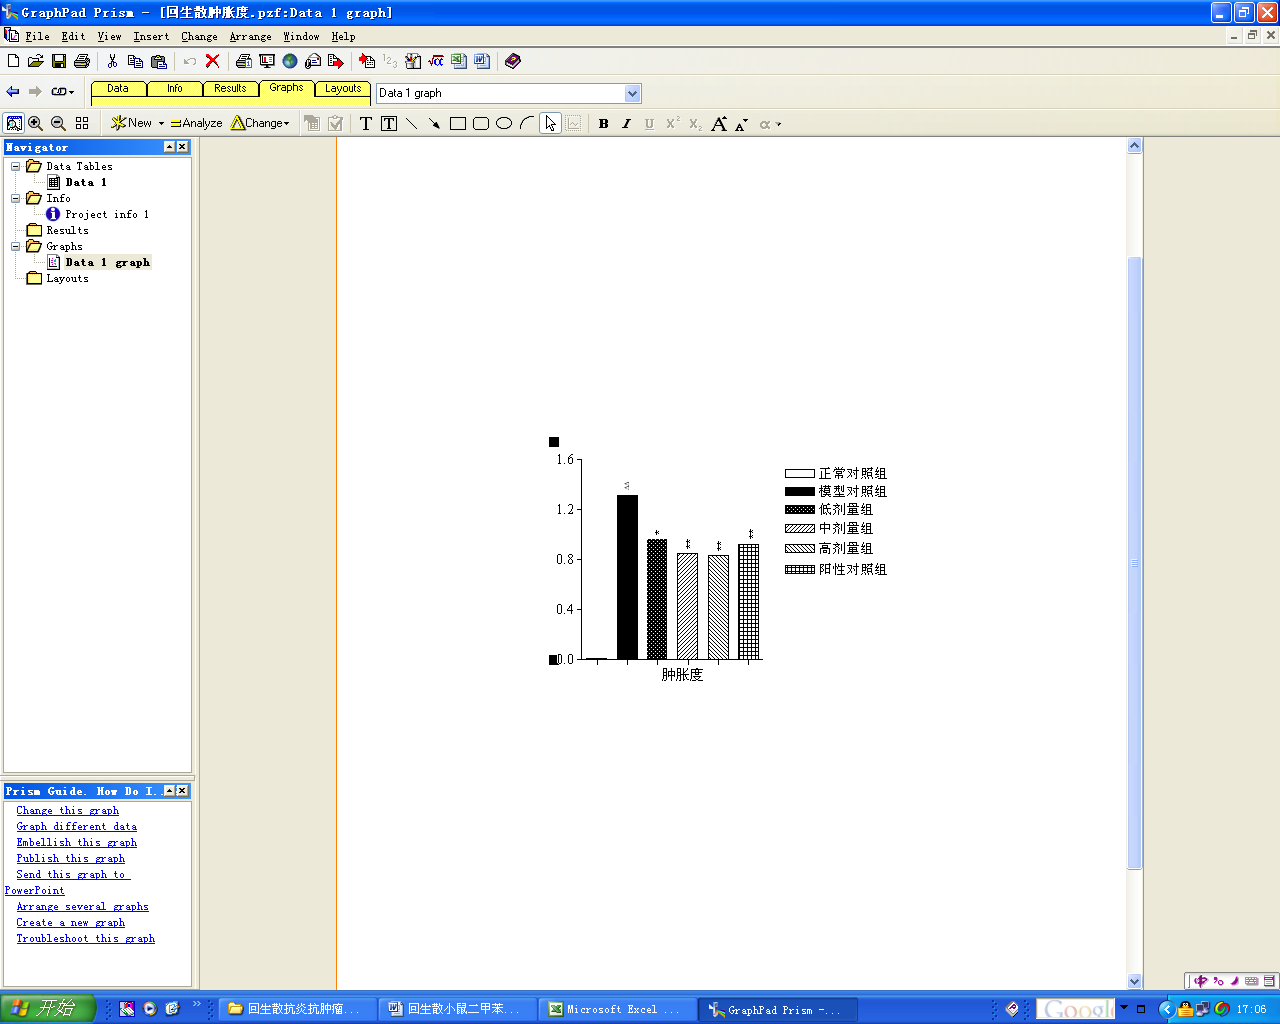 GraphPad Prism - [回生散肿胀度.pzf:Data 1 graph]
File Edit View Insert Change Arrange Window Help
Data Info Results Graphs Layouts Data 1 graph
New Analyze Change T T B I U X² X₂ A A α
Navigator
Data Tables
Data 1
Info
Project info 1
Results
Graphs
Data 1 graph
Layouts
1.6
1.2
0.8
0.4
0.0
*
**
**
**
肿胀度
正常对照组
模型对照组
低剂量组
中剂量组
高剂量组
阳性对照组
Prism Guide. How Do I..
Change this graph
Graph different data
Embellish this graph
Publish this graph
Send this graph to
PowerPoint
Arrange several graphs
Create a new graph
Troubleshoot this graph
中
开始 回生散抗炎抗肿瘤... 回生散小鼠二甲苯... Microsoft Excel ... GraphPad Prism -... Google 17:06